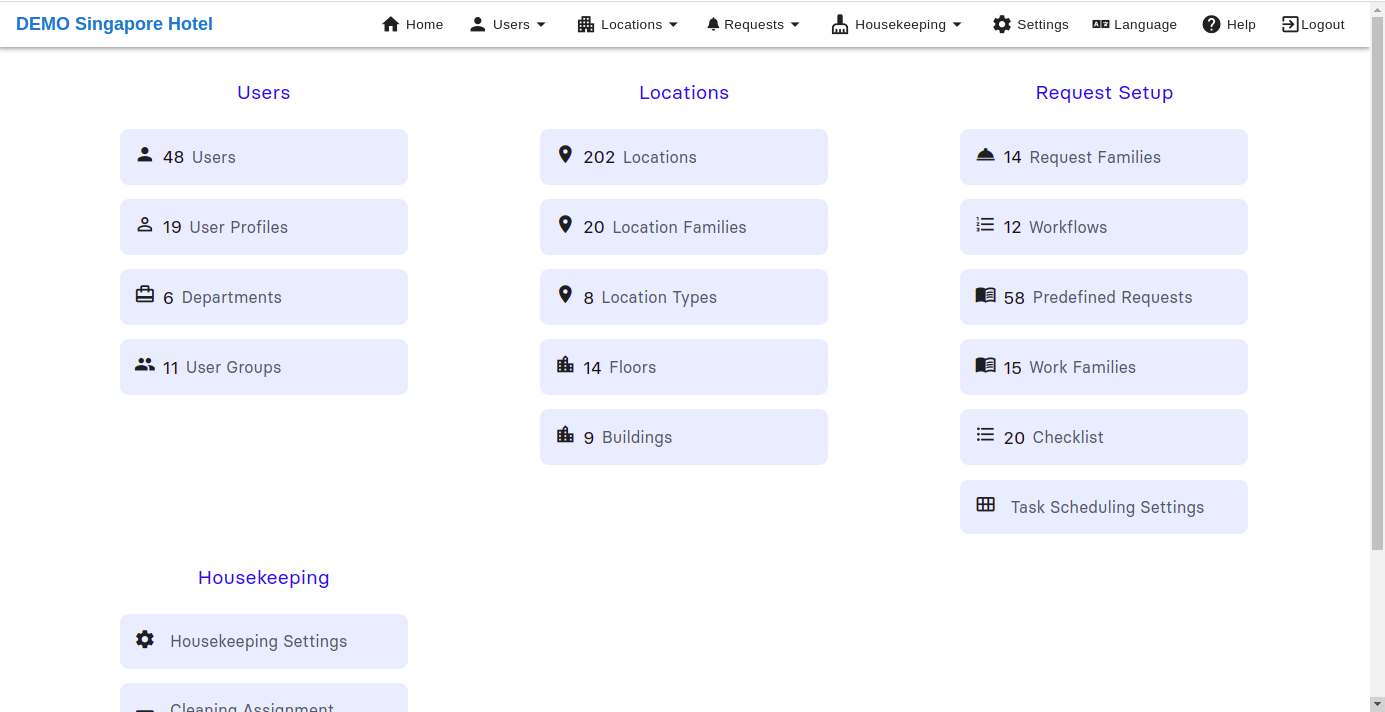 DEMO Singapore Hotel
Home
Users
Locations
Requests
Housekeeping
Settings
Language
Help
Logout
Users
48 Users
19 User Profiles
6 Departments
11 User Groups
Locations
202 Locations
20 Location Families
8 Location Types
14 Floors
9 Buildings
Request Setup
14 Request Families
12 Workflows
58 Predefined Requests
15 Work Families
20 Checklist
Task Scheduling Settings
Housekeeping
Housekeeping Settings
Cleaning Assignment